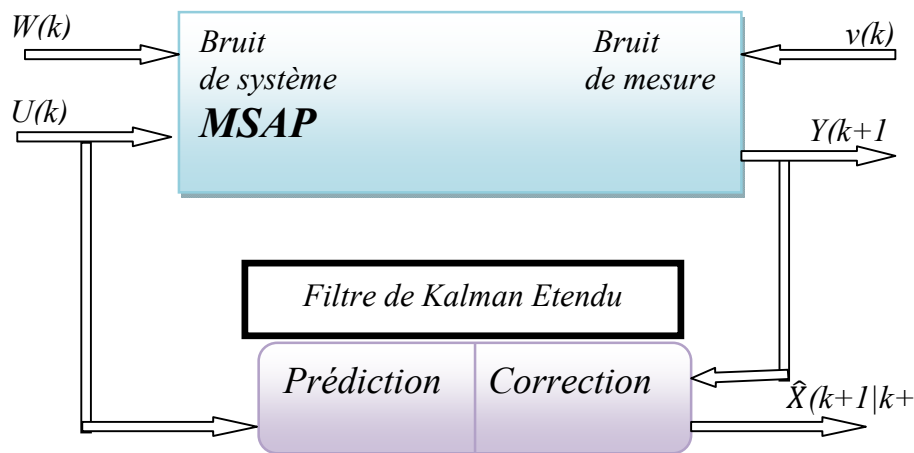 W(k)
Bruit
de système
Bruit
de mesure
v(k)
U(k)
MSAP
Y(k+1
Filtre de Kalman Etendu
Prédiction
Correction
X̂(k+1|k+